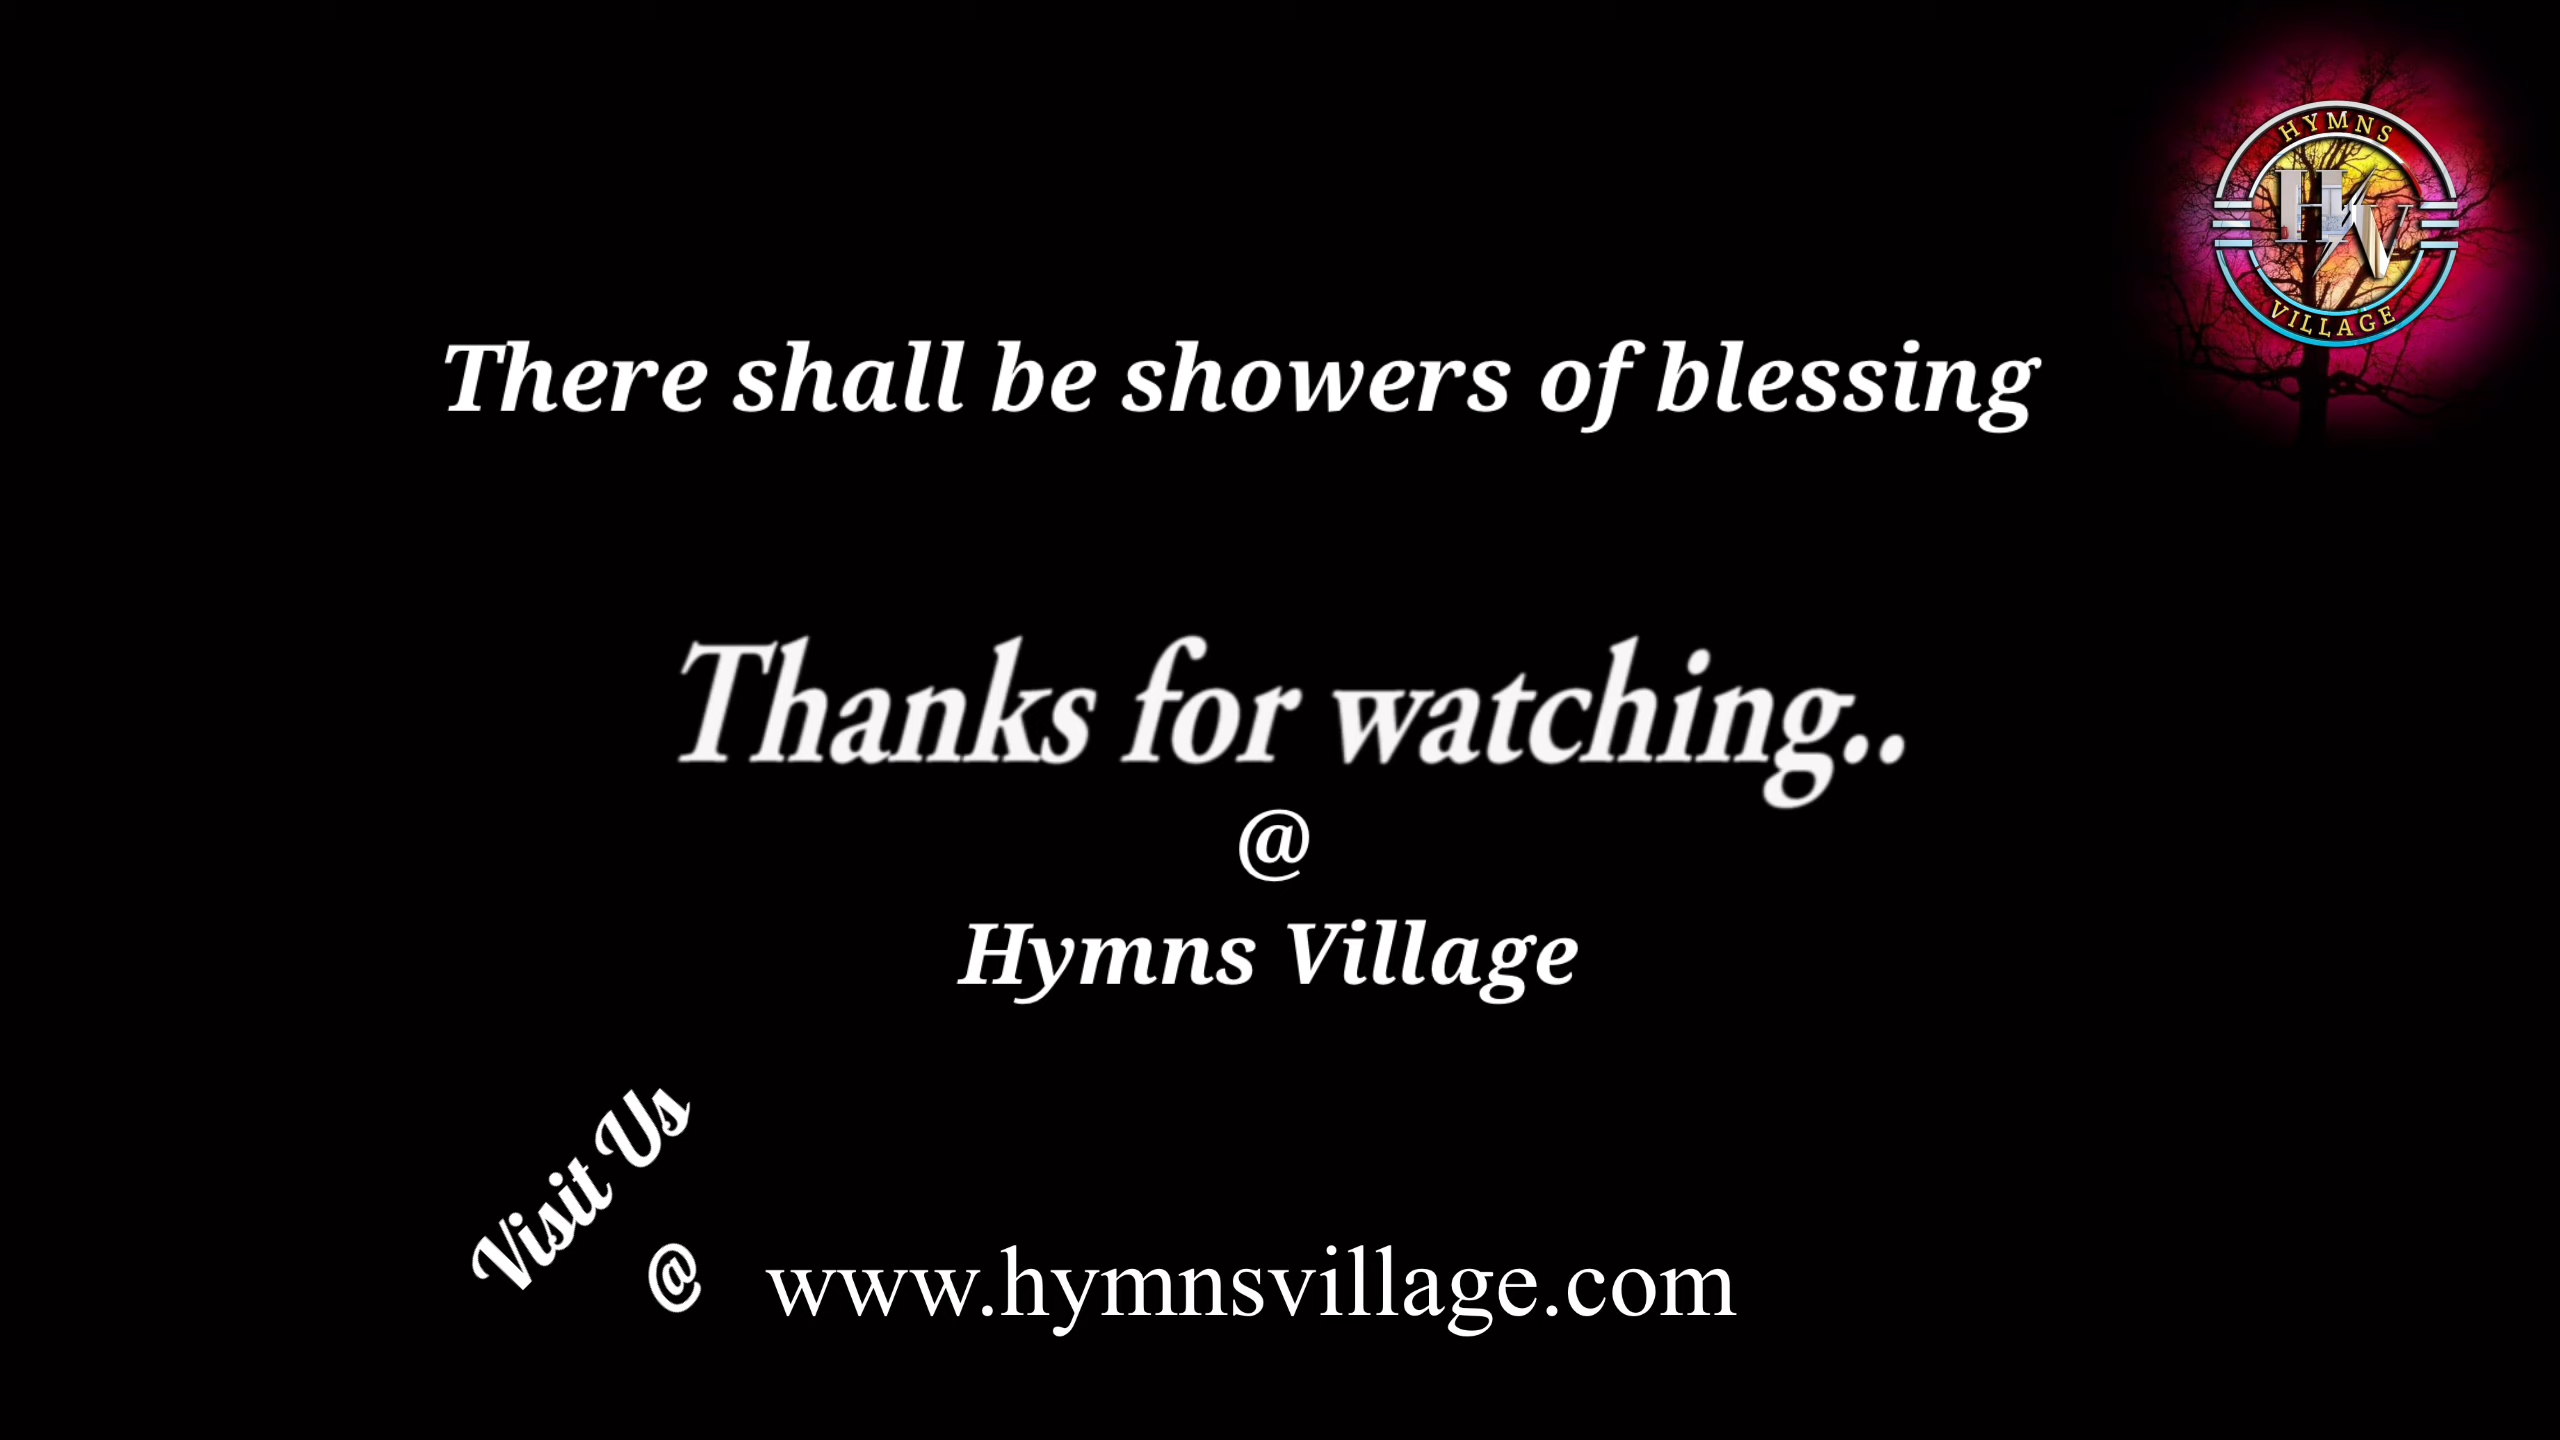 HYMNS
HV
VILLAGE
There shall be showers of blessing
Thanks for watching..
@
Hymns Village
Visit Us
@ www.hymnsvillage.com